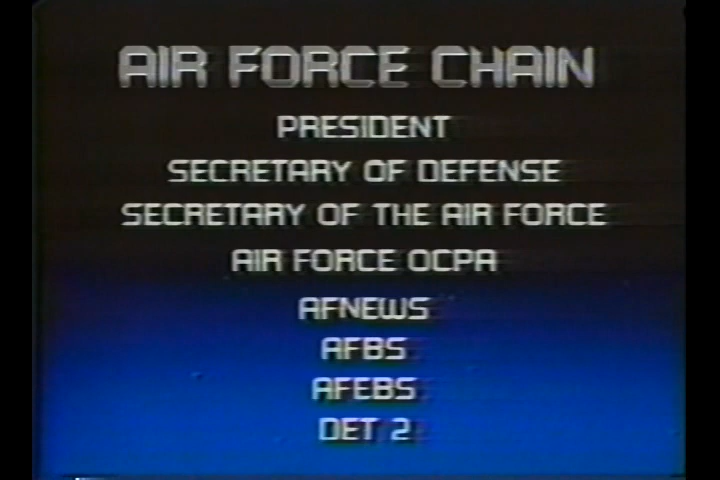 AIR FORCE CHAIN
PRESIDENT
SECRETARY OF DEFENSE
SECRETARY OF THE AIR FORCE
AIR FORCE OCPA
AFNEWS
AFBS
AFEBS
DET 2